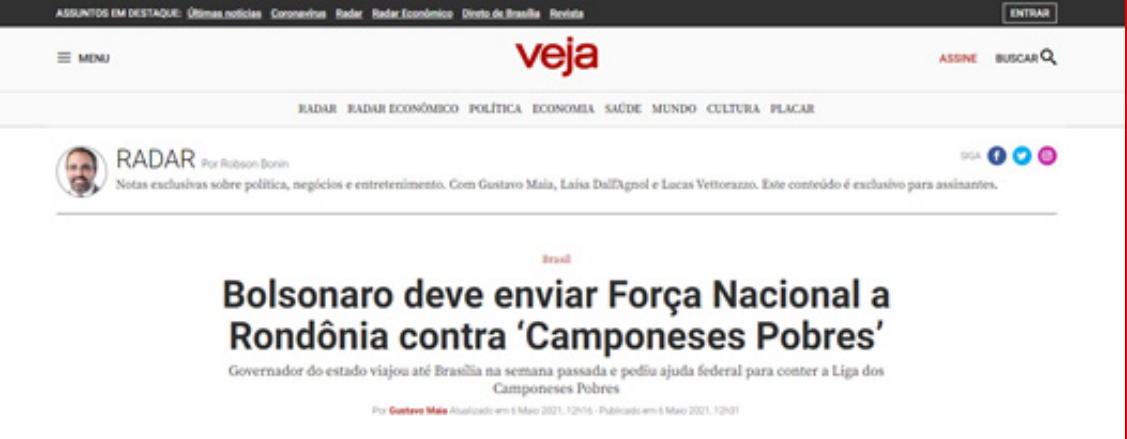 ASSUNTOS EM DESTAQUE: Últimas notícias Coronavírus Radar Radar Econômico Direto de Brasília Revista ENTRAR
MENU veja ASSINE BUSCAR
RADAR RADAR ECONÔMICO POLÍTICA ECONOMIA SAÚDE MUNDO CULTURA PLACAR
RADAR Por Robson Bonin SIGA
Notas exclusivas sobre política, negócios e entretenimento. Com Gustavo Maia, Laísa Dall'Agnol e Lucas Vettorazzo. Este conteúdo é exclusivo para assinantes.
Brasil
Bolsonaro deve enviar Força Nacional a
Rondônia contra ‘Camponeses Pobres’
Governador do estado viajou até Brasília na semana passada e pediu ajuda federal para conter a Liga dos
Camponeses Pobres
Por Gustavo Maia Atualizado em 6 Maio 2021, 12h16 - Publicado em 6 Maio 2021, 12h01